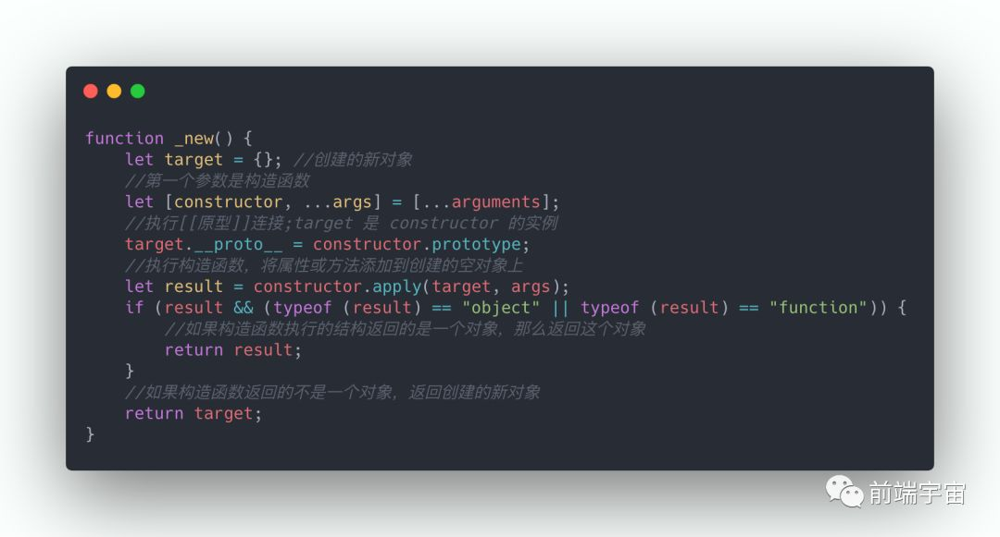 function _new() {
    let target = {}; //创建的新对象
    //第一个参数是构造函数
    let [constructor, ...args] = [...arguments];
    //执行[[原型]]连接;target 是 constructor 的实例
    target.__proto__ = constructor.prototype;
    //执行构造函数，将属性或方法添加到创建的空对象上
    let result = constructor.apply(target, args);
    if (result && (typeof (result) == "object" || typeof (result) == "function")) {
        //如果构造函数执行的结构返回的是一个对象，那么返回这个对象
        return result;
    }
    //如果构造函数返回的不是一个对象，返回创建的新对象
    return target;
}
前端宇宙